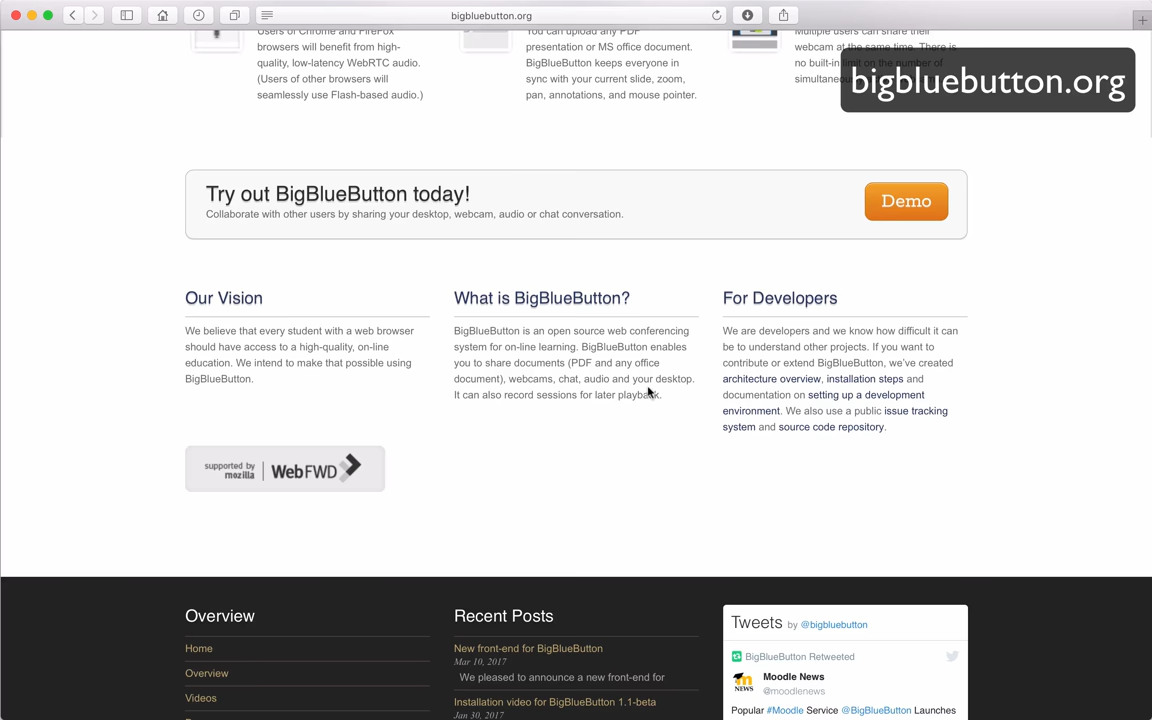 bigbluebutton.org
Users of Chrome and FireFox
browsers will benefit from high-
quality, low-latency WebRTC audio.
(Users of other browsers will
seamlessly use Flash-based audio.)
You can upload any PDF
presentation or MS office document.
BigBlueButton keeps everyone in
sync with your current slide, zoom,
pan, annotations, and mouse pointer.
Multiple users can share their
webcam at the same time. There is
no built-in limit on the number of
simultaneous
bigbluebutton.org
Try out BigBlueButton today!
Collaborate with other users by sharing your desktop, webcam, audio or chat conversation.
Demo
Our Vision
We believe that every student with a web browser
should have access to a high-quality, on-line
education. We intend to make that possible using
BigBlueButton.
What is BigBlueButton?
BigBlueButton is an open source web conferencing
system for on-line learning. BigBlueButton enables
you to share documents (PDF and any office
document), webcams, chat, audio and your desktop.
It can also record sessions for later playback.
For Developers
We are developers and we know how difficult it can
be to understand other projects. If you want to
contribute or extend BigBlueButton, we've created
architecture overview, installation steps and
documentation on setting up a development
environment. We also use a public issue tracking
system and source code repository.
supported by
mozilla
WebFWD
Overview
Home
Overview
Videos
Recent Posts
New front-end for BigBlueButton
Mar 10, 2017
We pleased to announce a new front-end for
Installation video for BigBlueButton 1.1-beta
Jan 30, 2017
Tweets by @bigbluebutton
BigBlueButton Retweeted
NEWS
Moodle News
@moodlenews
Popular #Moodle Service @BigBlueButton Launches